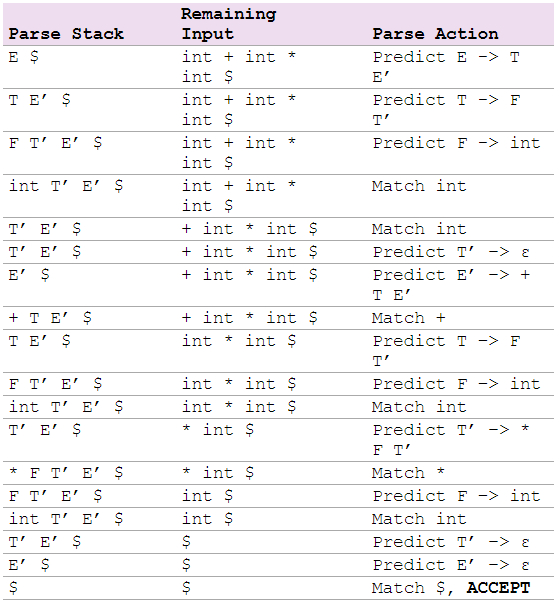 Parse Stack Remaining Input Parse Action
E $ int + int * Predict E -> T
int $ E’
T E’ $ int + int * Predict T -> F
int $ T’
F T’ E’ $ int + int * Predict F -> int
int $
int T’ E’ $ int + int * Match int
int $
T’ E’ $ + int * int $ Match int
T’ E’ $ + int * int $ Predict T’ -> ε
E’ $ + int * int $ Predict E’ -> +
T E’
+ T E’ $ + int * int $ Match +
T E’ $ int * int $ Predict T -> F
T’
F T’ E’ $ int * int $ Predict F -> int
int T’ E’ $ int * int $ Match int
T’ E’ $ * int $ Predict T’ -> *
F T’
* F T’ E’ $ * int $ Match *
F T’ E’ $ int $ Predict F -> int
int T’ E’ $ int $ Match int
T’ E’ $ $ Predict T’ -> ε
E’ $ $ Predict E’ -> ε
$ $ Match $, ACCEPT